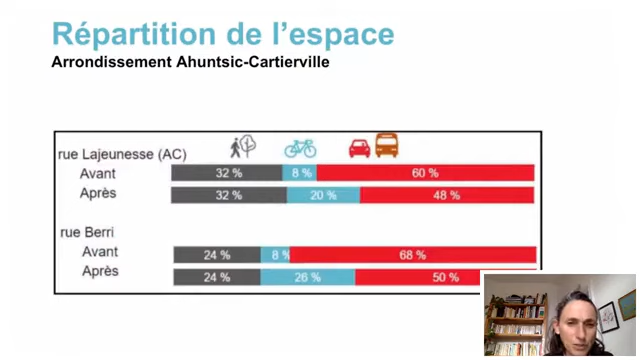 Répartition de l'espace
Arrondissement Ahuntsic-Cartierville
rue Lajeunesse (AC)
Avant 32 % 8 % 60 %
Après 32 % 20 % 48 %
rue Berri
Avant 24 % 8 % 68 %
Après 24 % 26 % 50 %